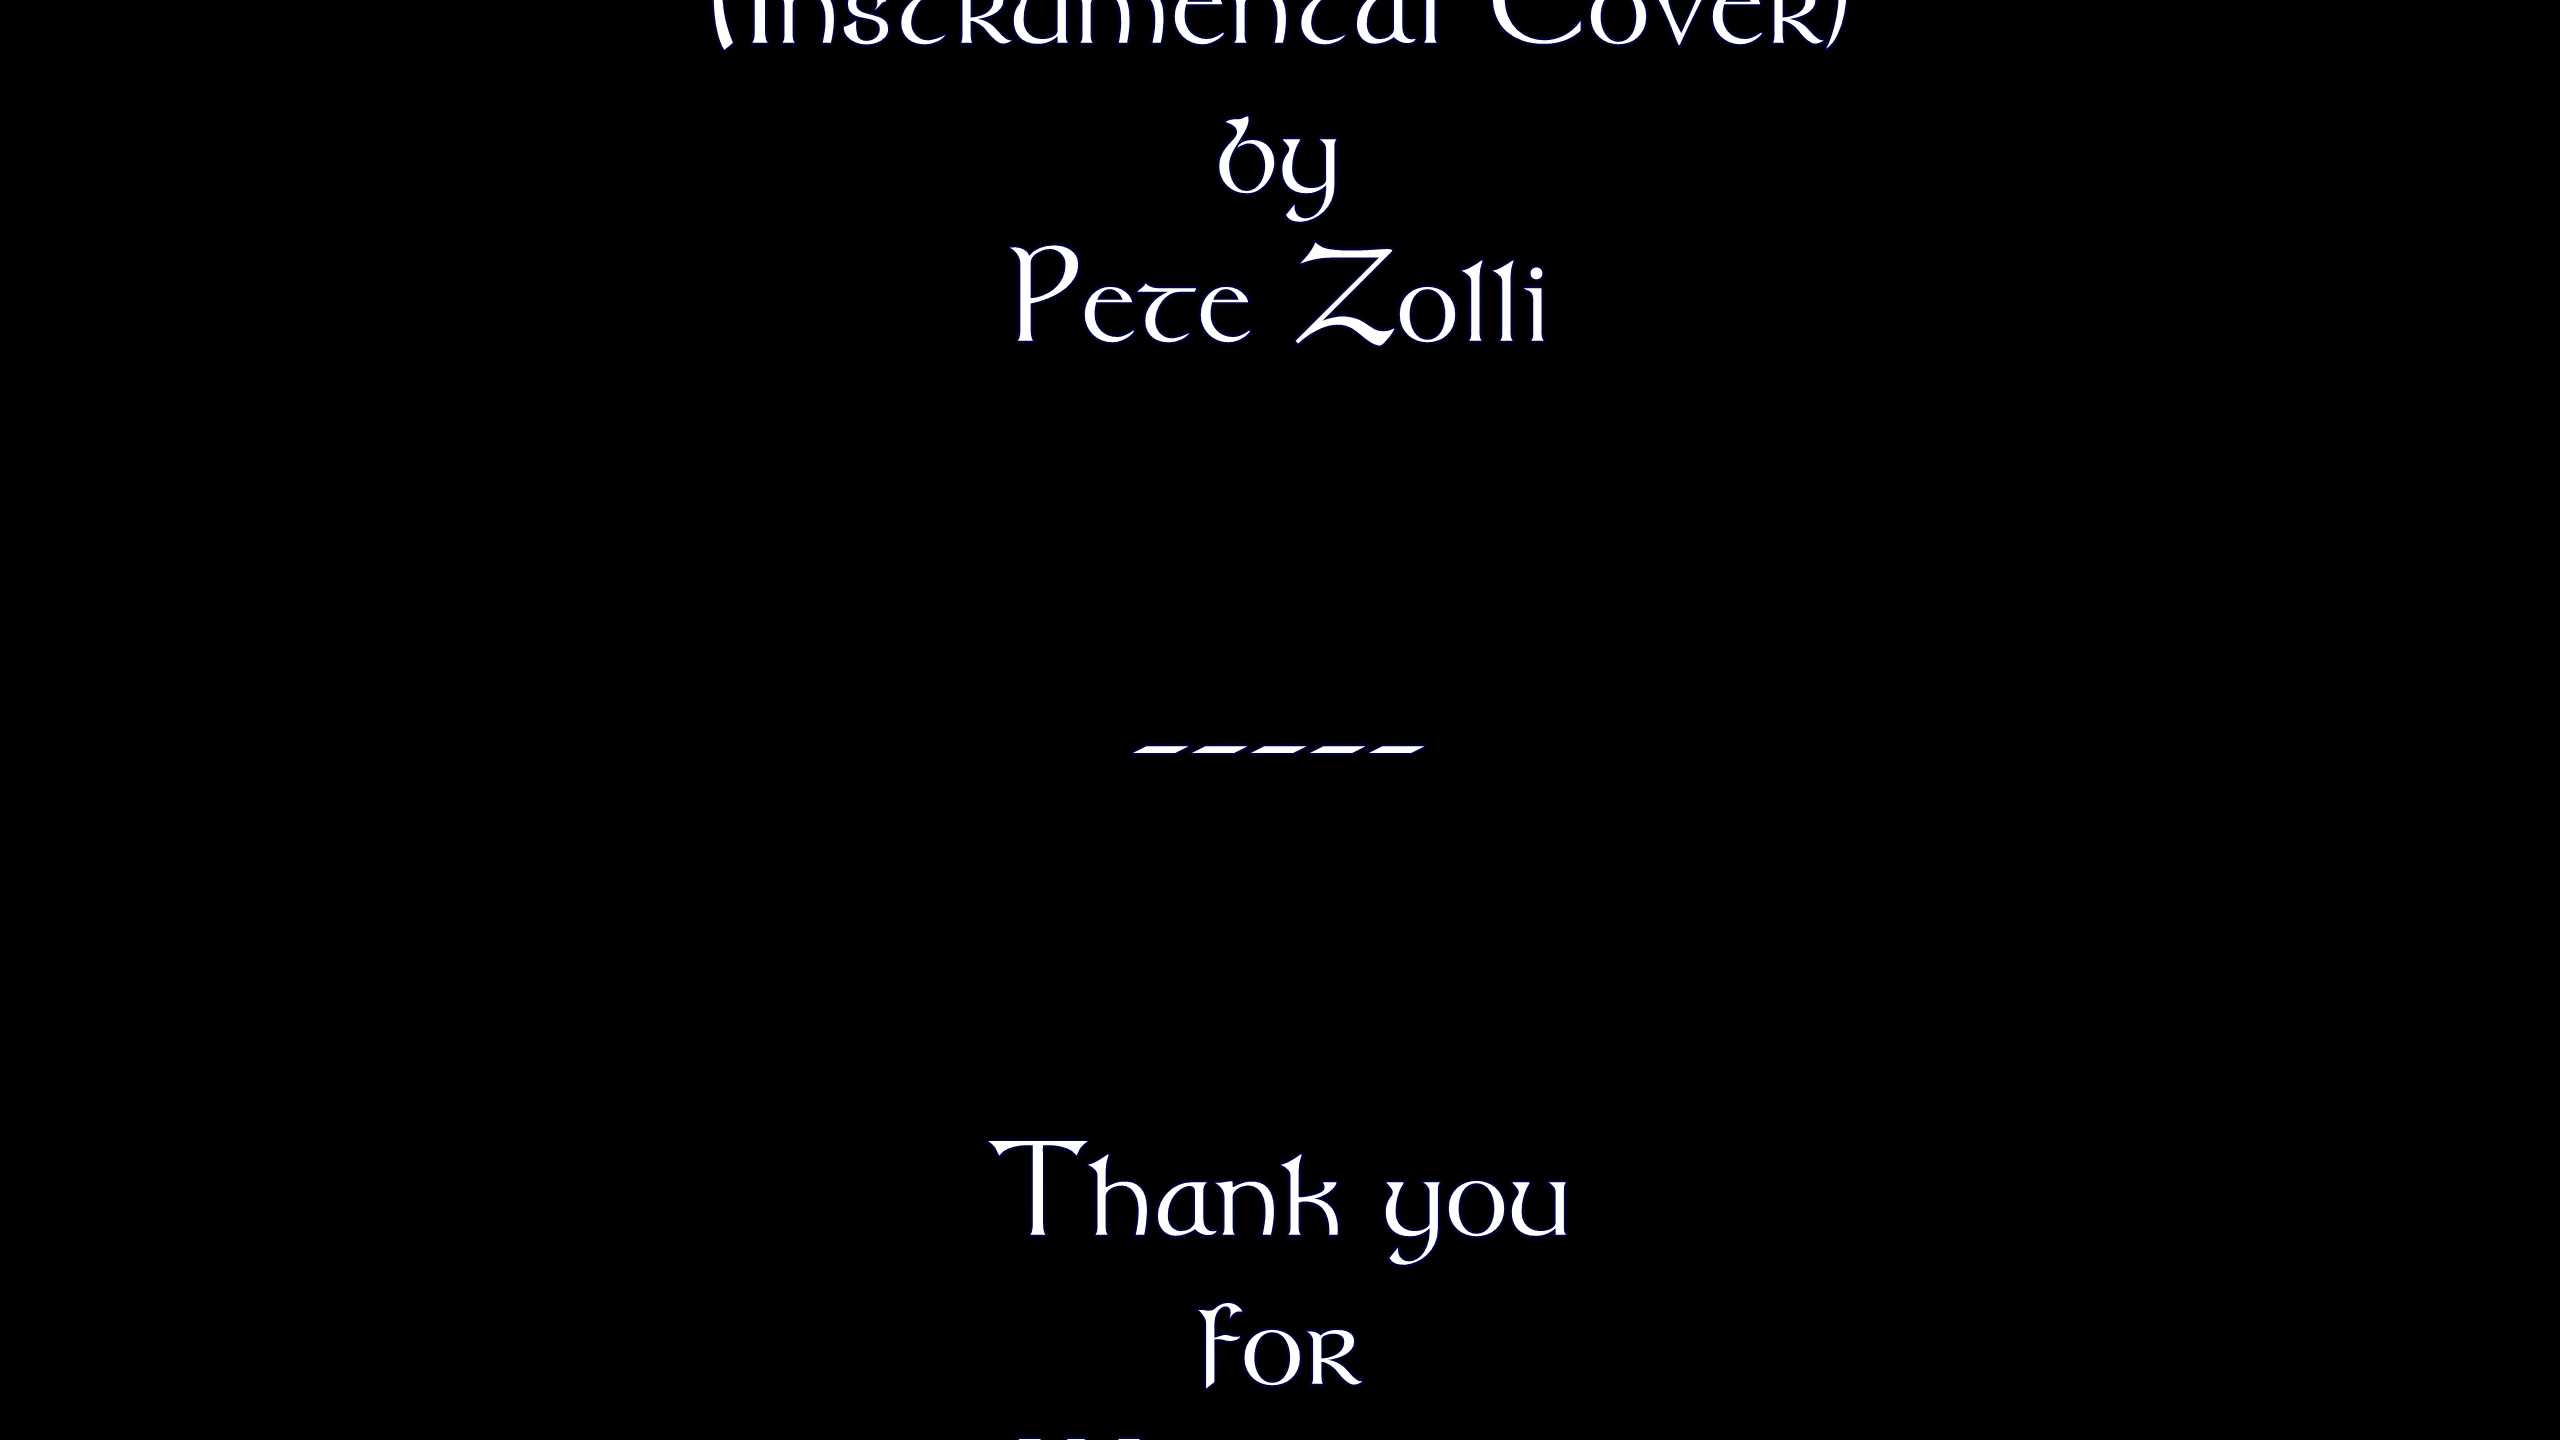 (Instrumental Cover)
by
Pete Zolli
-----
Thank you
for